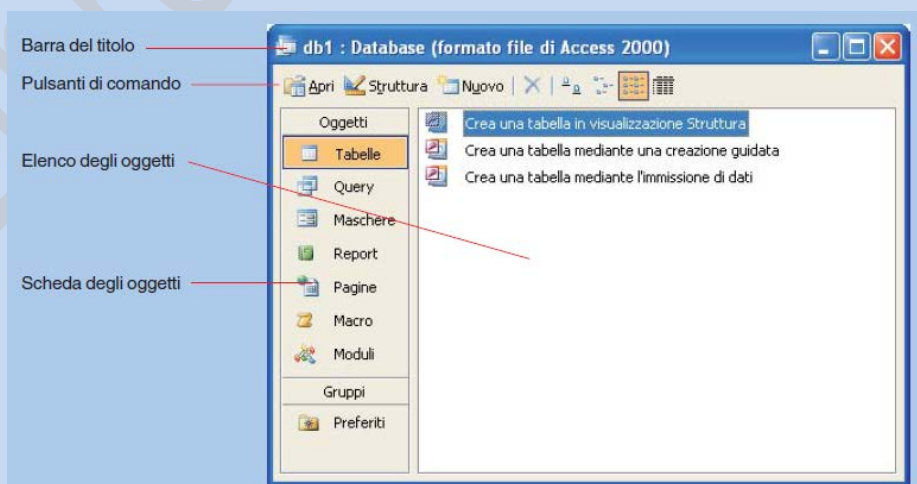 Barra del titolo
db1 : Database (formato file di Access 2000)
Pulsanti di comando
Apri Struttura Nuovo
Oggetti
Crea una tabella in visualizzazione Struttura
Tabelle
Crea una tabella mediante una creazione guidata
Elenco degli oggetti
Crea una tabella mediante l'immissione di dati
Query
Maschere
Report
Scheda degli oggetti
Pagine
Macro
Moduli
Gruppi
Preferiti